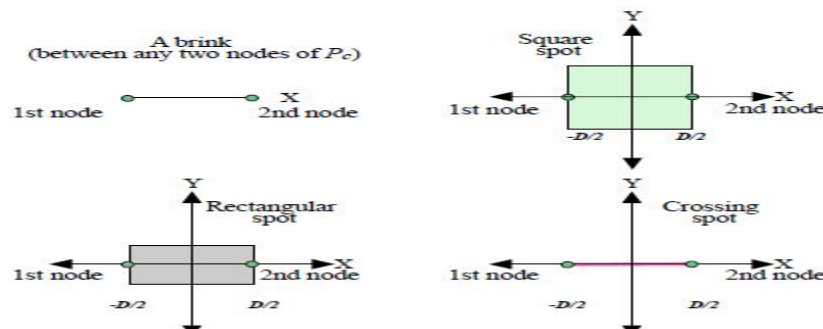 A brink
(between any two nodes of Pc)
X
1st node
2nd node
Y
Square
spot
X
1st node
2nd node
-D/2
D/2
Y
Rectangular
spot
X
1st node
2nd node
-D/2
D/2
Y
Crossing
spot
X
1st node
2nd node
-D/2
D/2